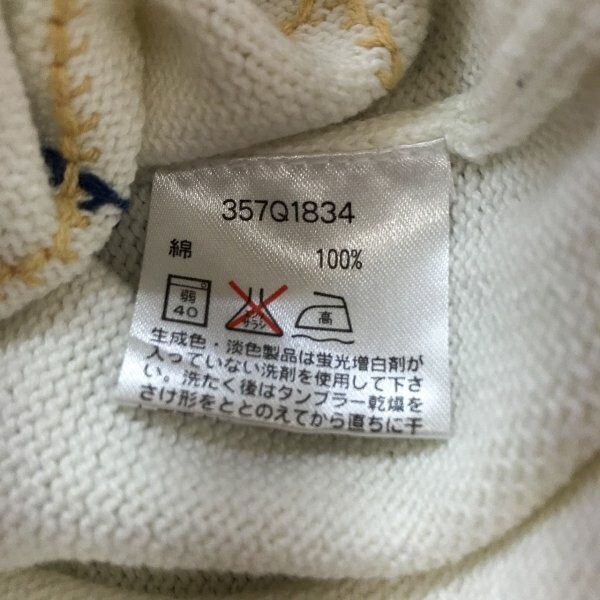 357Q1834
綿 100%
弱 高
40
生成色・淡色製品は蛍光増白剤が
入っていない洗剤を使用して下さ
い。洗たく後はタンブラー乾燥を
さけ形をととのえてから直ちに干